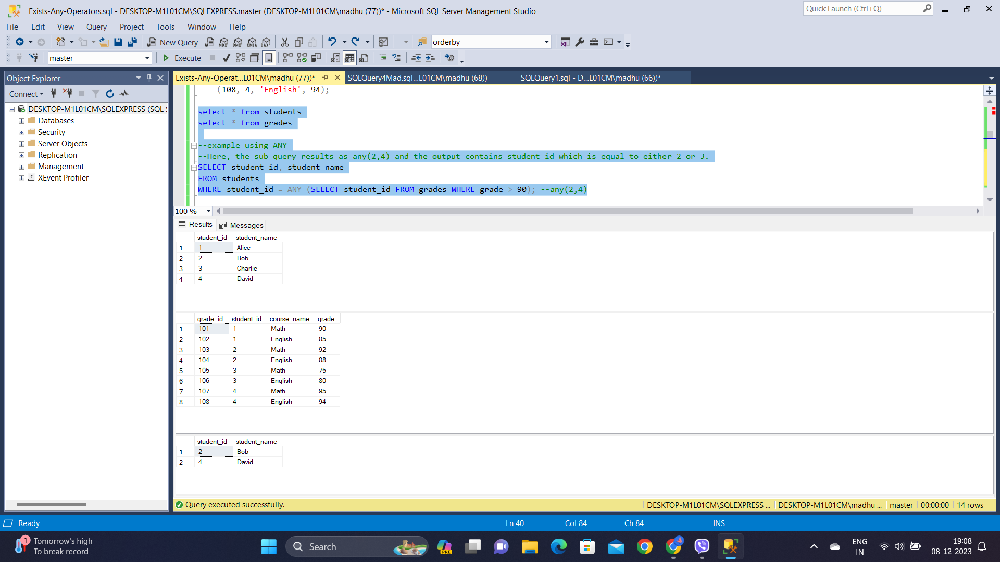 Exists-Any-Operators.sql - DESKTOP-M1L01CM\SQLEXPRESS.master (DESKTOP-M1L01CM\madhu (77))* - Microsoft SQL Server Management Studio
Quick Launch (Ctrl+Q)
File Edit View Query Project Tools Window Help
New Query MDX DMX XMLA DAX orderby
master Execute
Object Explorer
Connect
DESKTOP-M1L01CM\SQLEXPRESS (SQL S
Databases
Security
Server Objects
Replication
Management
XEvent Profiler
Exists-Any-Operat...L01CM\madhu (77))* SQLQuery4Mad.sql...L01CM\madhu (68)) SQLQuery1.sql - D...L01CM\madhu (66))*
(108, 4, 'English', 94);
select * from students
select * from grades
--example using ANY
--Here, the sub query results as any(2,4) and the output contains student_id which is equal to either 2 or 3.
SELECT student_id, student_name
FROM students
WHERE student_id = ANY (SELECT student_id FROM grades WHERE grade > 90); --any(2,4)
100 %
Results Messages
student_id student_name
1 1 Alice
2 2 Bob
3 3 Charlie
4 4 David
grade_id student_id course_name grade
1 101 1 Math 90
2 102 1 English 85
3 103 2 Math 92
4 104 2 English 88
5 105 3 Math 75
6 106 3 English 80
7 107 4 Math 95
8 108 4 English 94
student_id student_name
1 2 Bob
2 4 David
Query executed successfully. DESKTOP-M1L01CM\SQLEXPRESS ... DESKTOP-M1L01CM\madhu ... master 00:00:00 14 rows
Ready Ln 40 Col 84 Ch 84 INS
1 Tomorrow's high
To break record
Search
PRE
ENG
IN
19:08
08-12-2023